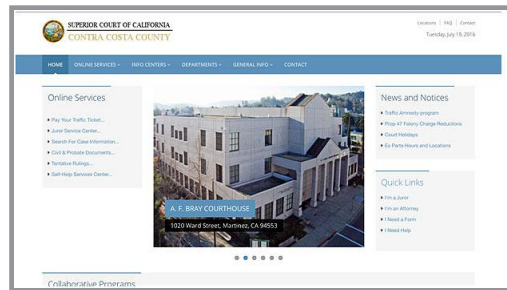 SUPERIOR COURT OF CALIFORNIA
CONTRA COSTA COUNTY
Locations | FAQ | Contact
Tuesday, July 19, 2016
HOME ONLINE SERVICES INFO CENTERS DEPARTMENTS GENERAL INFO CONTACT
Online Services
Pay Your Traffic Ticket...
Juror Service Center...
Search For Case Information...
Civil & Probate Documents...
Tentative Rulings...
Self-Help Services Center...
A. F. BRAY COURTHOUSE
1020 Ward Street, Martinez, CA 94553
News and Notices
Traffic Amnesty program
Prop 47 Felony Charge Reductions
Court Holidays
Ex Parte Hours and Locations
Quick Links
I'm a Juror
I'm an Attorney
I Need a Form
I Need Help
Collaborative Programs